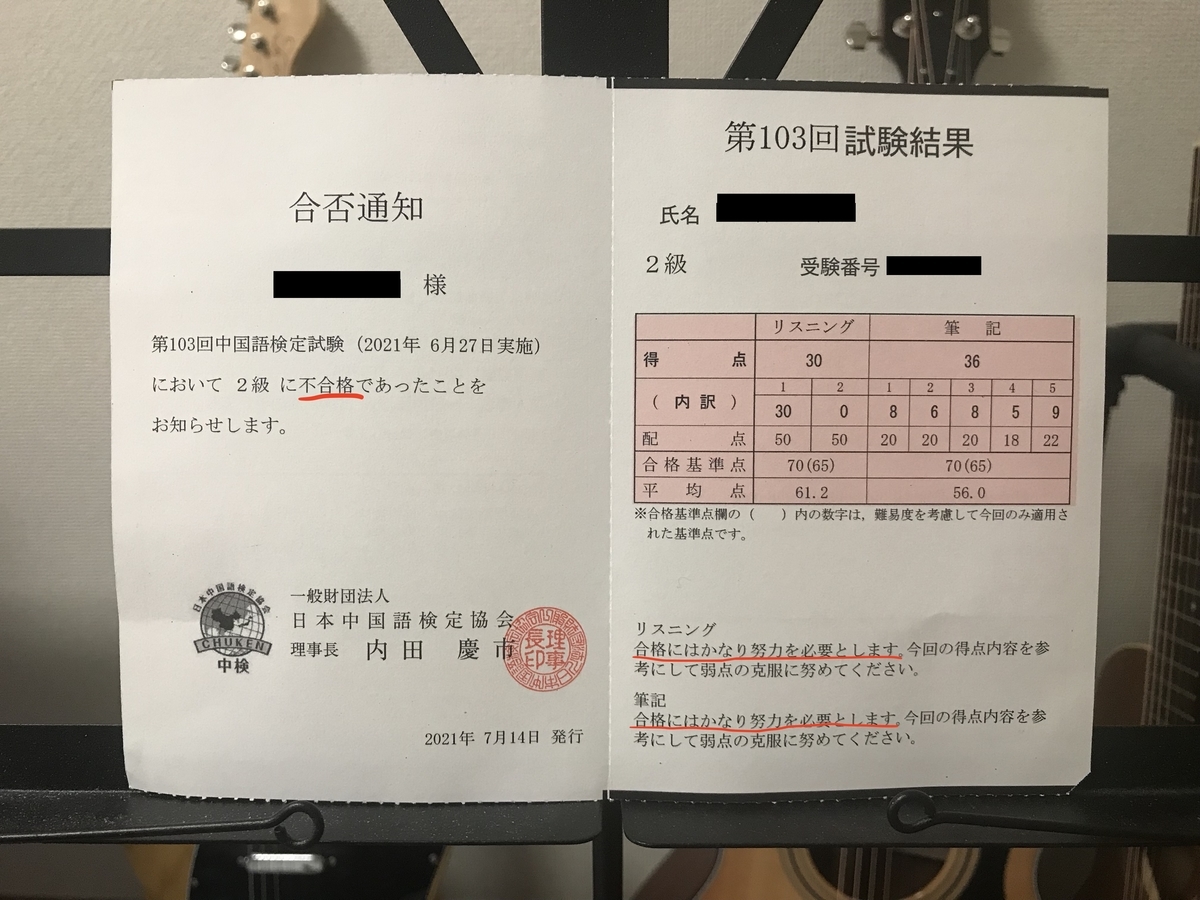 合否通知
様
第103回中国語検定試験（2021年 6月27日実施）
において ２級 に不合格であったことを
お知らせします。
日本中国語検定協会
CHUKEN
中検
一般財団法人
日本中国語検定協会
理事長 内田 慶市
理事
長印
2021年 7月14日 発行
第103回試験結果
氏名
２級 受験番号
リスニング 筆記
得点 30 36
（内訳） 1 2 1 2 3 4 5
30 0 8 6 8 5 9
配点 50 50 20 20 20 18 22
合格基準点 70(65) 70(65)
平均点 61.2 56.0
※合格基準点欄の（　　）内の数字は，難易度を考慮して今回のみ適用さ
れた基準点です。
リスニング
合格にはかなり努力を必要とします。今回の得点内容を参
考にして弱点の克服に努めてください。
筆記
合格にはかなり努力を必要とします。今回の得点内容を参
考にして弱点の克服に努めてください。